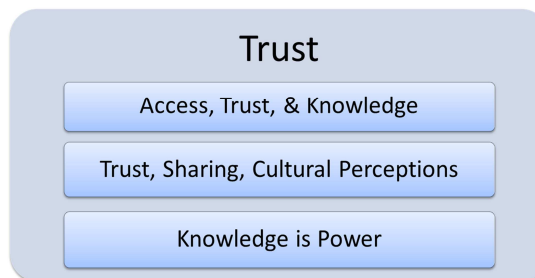 Trust
Access, Trust, & Knowledge
Trust, Sharing, Cultural Perceptions
Knowledge is Power